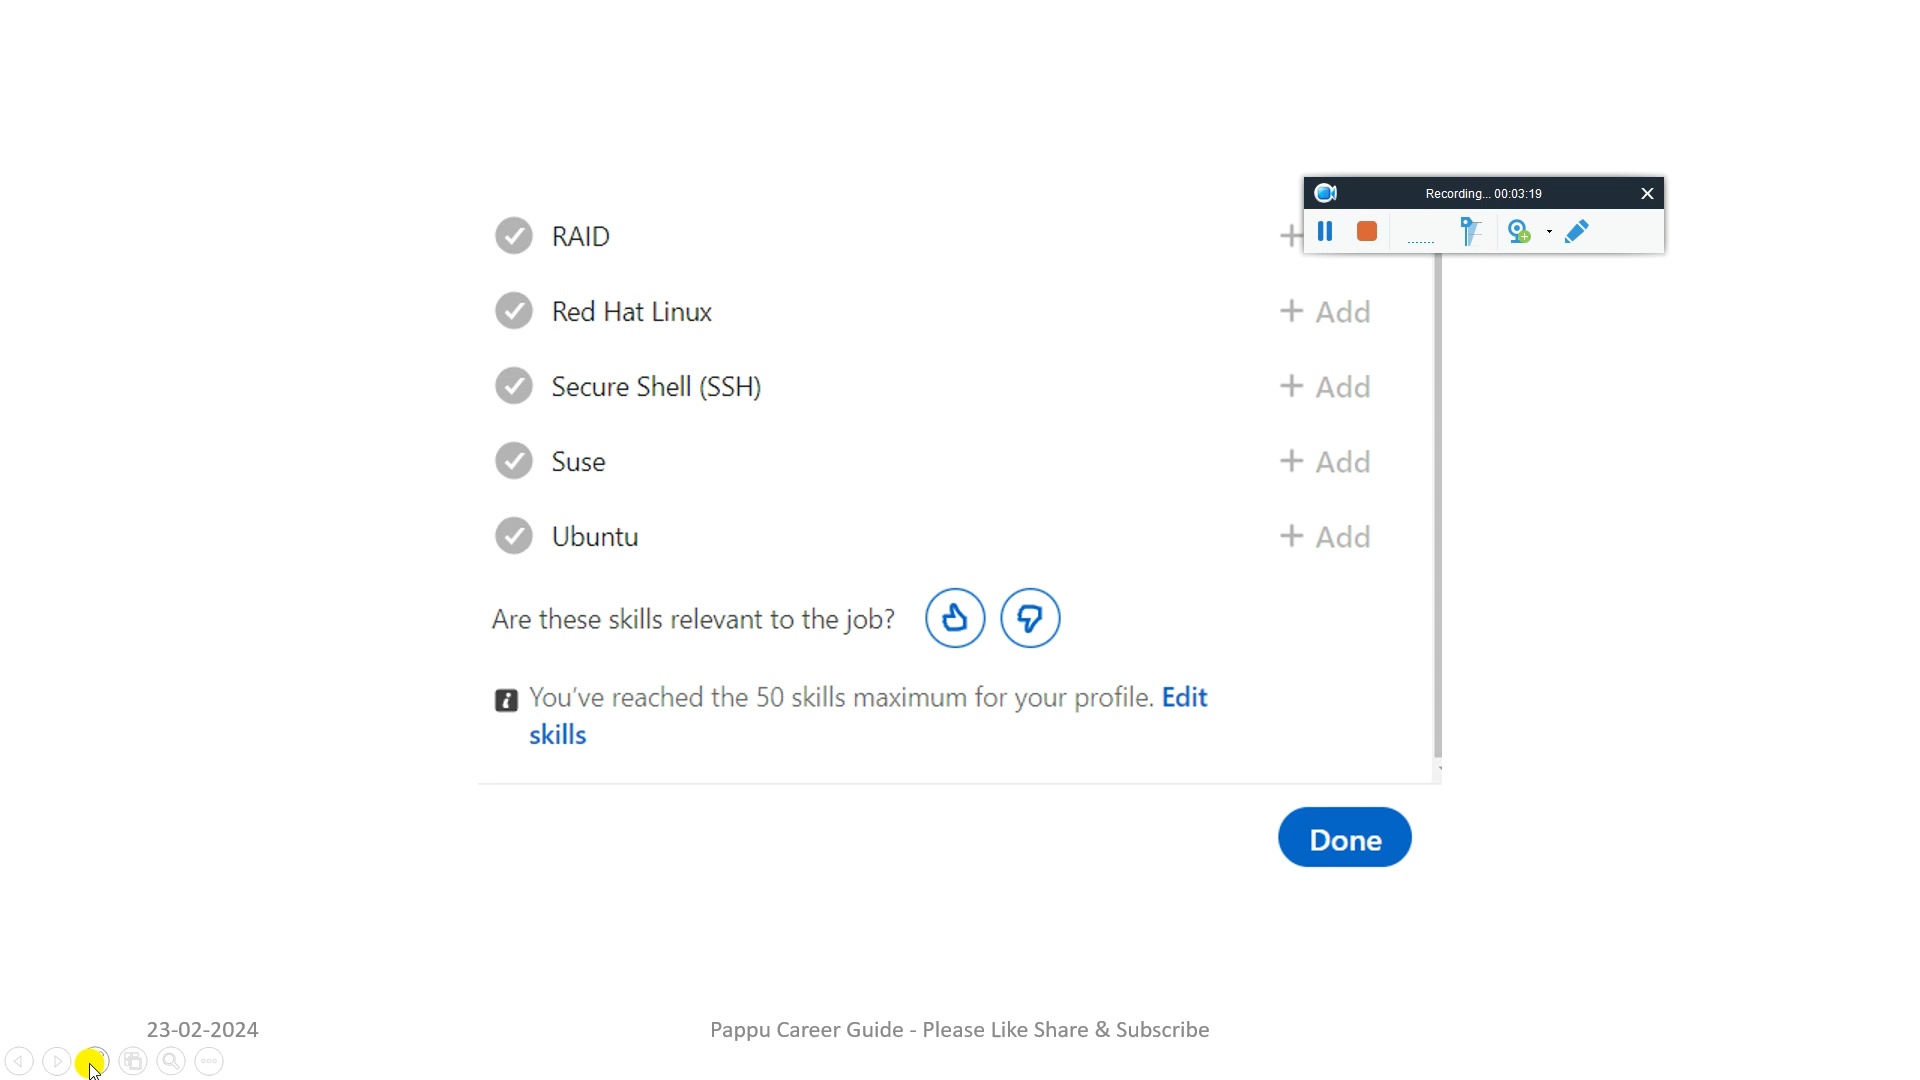 Recording... 00:03:19
RAID
Red Hat Linux + Add
Secure Shell (SSH) + Add
Suse + Add
Ubuntu + Add
Are these skills relevant to the job?
You've reached the 50 skills maximum for your profile. Edit
skills
Done
23-02-2024
Pappu Career Guide - Please Like Share & Subscribe